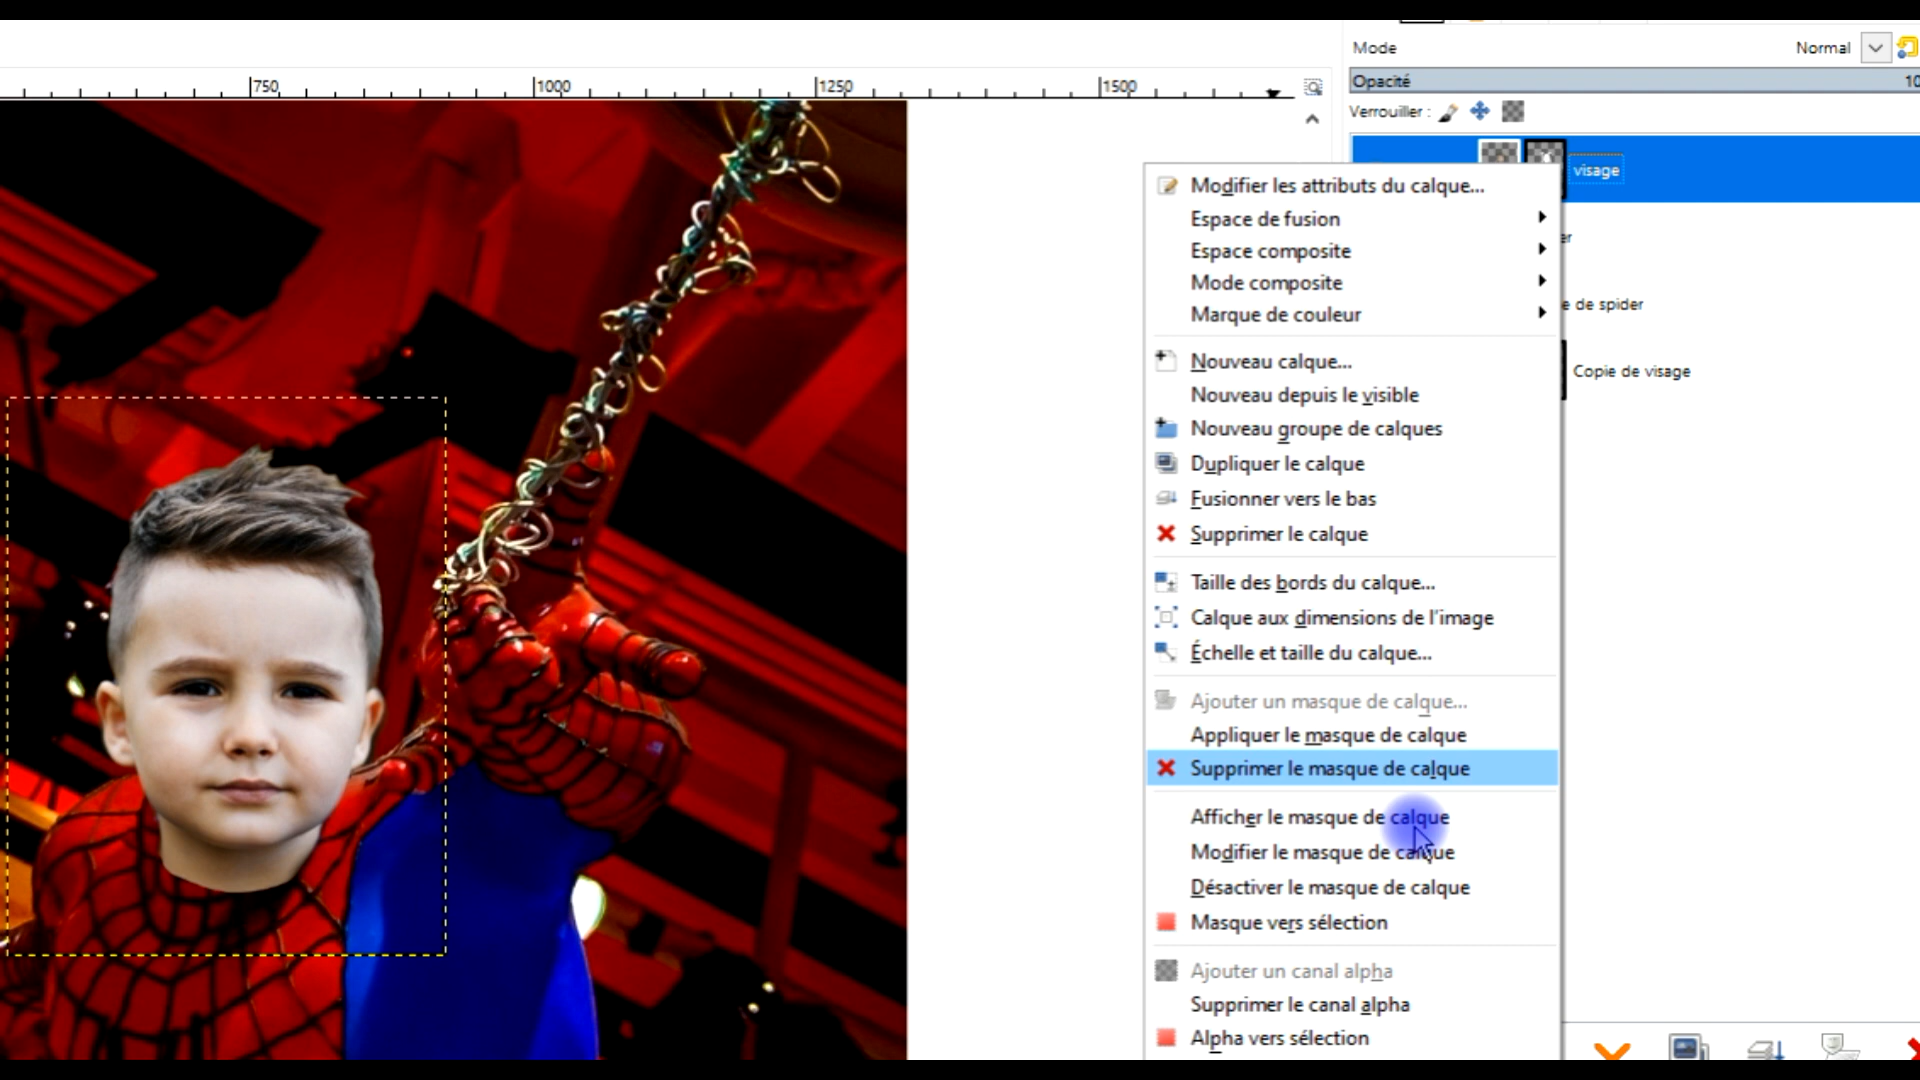 Mode
Normal
750
1000
1250
1500
Opacité
10
Verrouiller :
visage
Modifier les attributs du calque...
Espace de fusion
er
Espace composite
Mode composite
e de spider
Marque de couleur
Nouveau calque...
Copie de visage
Nouveau depuis le visible
Nouveau groupe de calques
Dupliquer le calque
Fusionner vers le bas
Supprimer le calque
Taille des bords du calque...
Calque aux dimensions de l'image
Échelle et taille du calque...
Ajouter un masque de calque...
Appliquer le masque de calque
Supprimer le masque de calque
Afficher le masque de calque
Modifier le masque de calque
Désactiver le masque de calque
Masque vers sélection
Ajouter un canal alpha
Supprimer le canal alpha
Alpha vers sélection